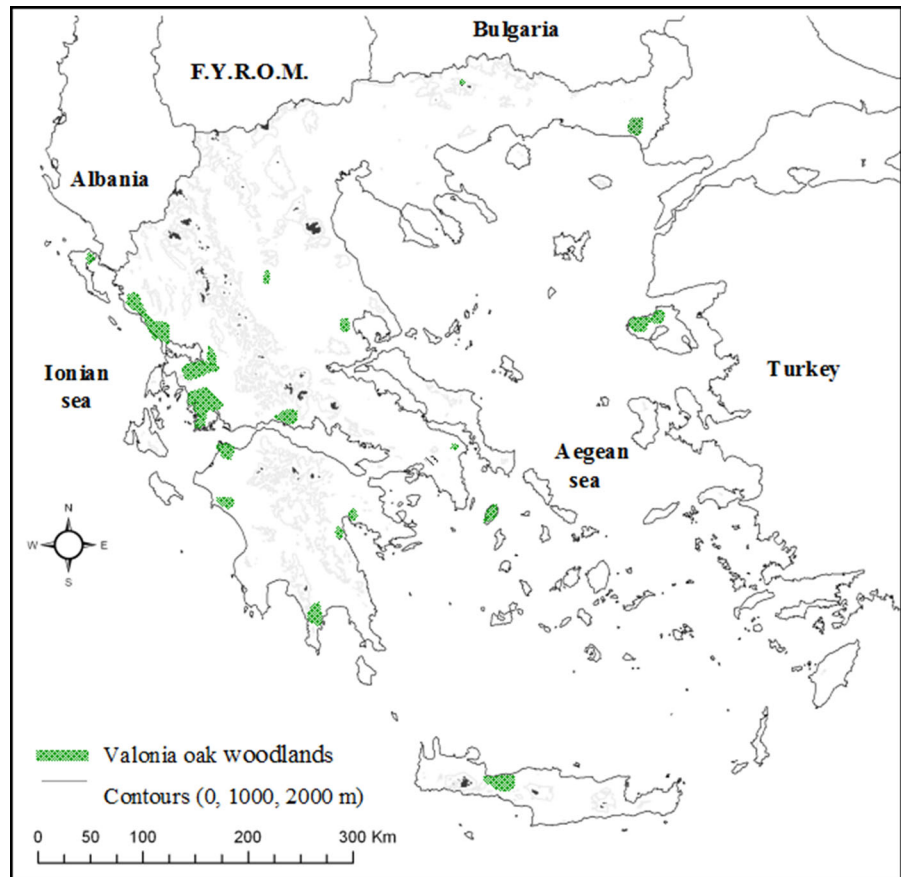 Bulgaria
F.Y.R.O.M.
Albania
Ionian
sea
Turkey
Aegean
sea
N
W E
S
Valonia oak woodlands
Contours (0, 1000, 2000 m)
0 50 100 200 300 Km